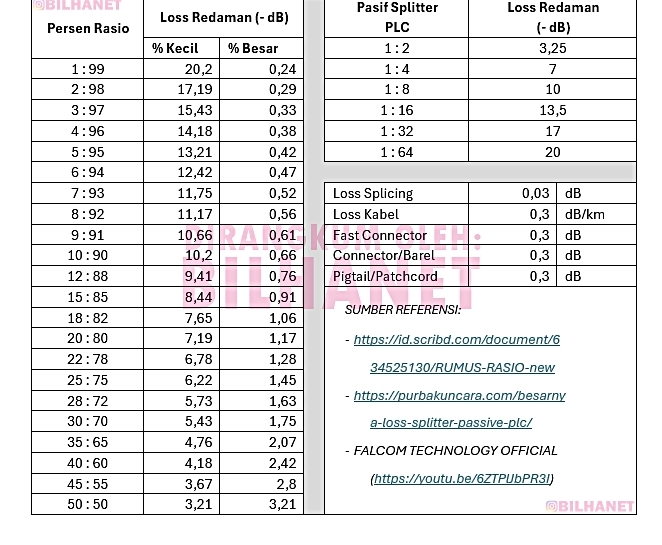 @BILHANET
Persen Rasio
Loss Redaman (- dB)
% Kecil % Besar
1 : 99 20,2 0,24
2 : 98 17,19 0,29
3 : 97 15,43 0,33
4 : 96 14,18 0,38
5 : 95 13,21 0,42
6 : 94 12,42 0,47
7 : 93 11,75 0,52
8 : 92 11,17 0,56
9 : 91 10,66 0,61
10 : 90 10,2 0,66
12 : 88 9,41 0,76
15 : 85 8,44 0,91
18 : 82 7,65 1,06
20 : 80 7,19 1,17
22 : 78 6,78 1,28
25 : 75 6,22 1,45
28 : 72 5,73 1,63
30 : 70 5,43 1,75
35 : 65 4,76 2,07
40 : 60 4,18 2,42
45 : 55 3,67 2,8
50 : 50 3,21 3,21
Pasif Splitter
PLC
Loss Redaman
(- dB)
1 : 2 3,25
1 : 4 7
1 : 8 10
1 : 16 13,5
1 : 32 17
1 : 64 20
Loss Splicing 0,03 dB
Loss Kabel 0,3 dB/km
Fast Connector 0,3 dB
Connector/Barel 0,3 dB
Pigtail/Patchcord 0,3 dB
DIRANGKUM OLEH:
BILHANET
SUMBER REFERENSI:
- https://id.scribd.com/document/6
34525130/RUMUS-RASIO-new
- https://purbakuncara.com/besarny
a-loss-splitter-passive-plc/
- FALCOM TECHNOLOGY OFFICIAL
(https://youtu.be/6ZTPUbPR3I)
@BILHANET